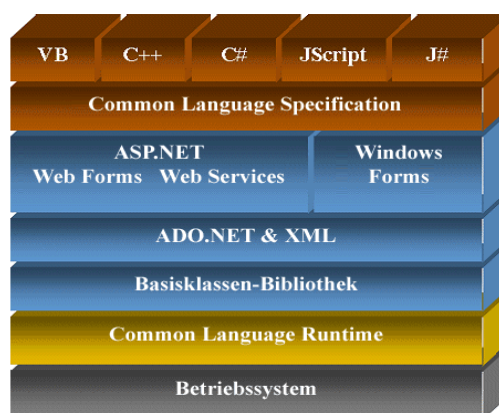 VB C++ C# JScript J#
Common Language Specification
ASP.NET Windows
Web Forms Web Services Forms
ADO.NET & XML
Basisklassen-Bibliothek
Common Language Runtime
Betriebssystem